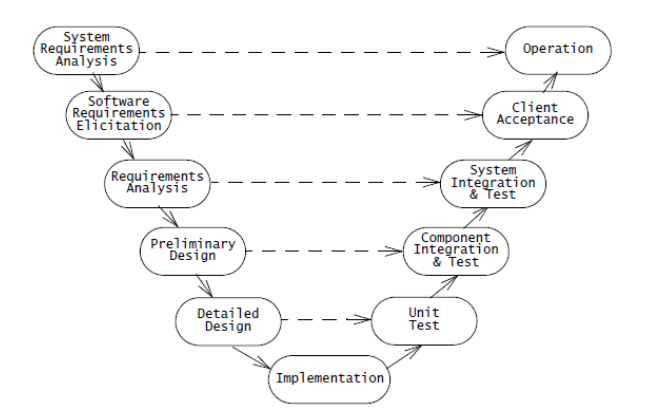 System
Requirements
Analysis
Operation
Software
Requirements
Elicitation
Client
Acceptance
Requirements
Analysis
System
Integration
& Test
Preliminary
Design
Component
Integration
& Test
Detailed
Design
Unit
Test
Implementation